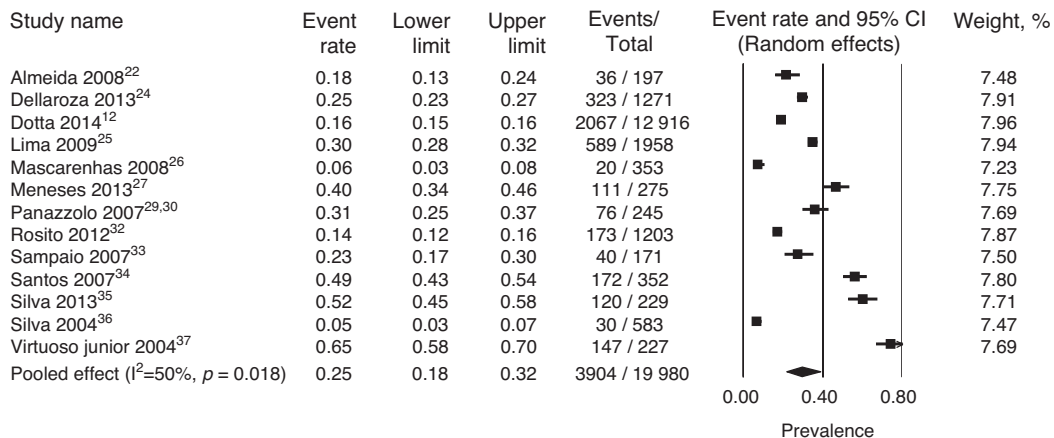 Study name Event rate Lower limit Upper limit Events/ Total Event rate and 95% CI (Random effects) Weight, %
Almeida 2008²² 0.18 0.13 0.24 36 / 197 7.48
Dellaroza 2013²⁴ 0.25 0.23 0.27 323 / 1271 7.91
Dotta 2014¹² 0.16 0.15 0.16 2067 / 12 916 7.96
Lima 2009²⁵ 0.30 0.28 0.32 589 / 1958 7.94
Mascarenhas 2008²⁶ 0.06 0.03 0.08 20 / 353 7.23
Meneses 2013²⁷ 0.40 0.34 0.46 111 / 275 7.75
Panazzolo 2007²⁹,³⁰ 0.31 0.25 0.37 76 / 245 7.69
Rosito 2012³² 0.14 0.12 0.16 173 / 1203 7.87
Sampaio 2007³³ 0.23 0.17 0.30 40 / 171 7.50
Santos 2007³⁴ 0.49 0.43 0.54 172 / 352 7.80
Silva 2013³⁵ 0.52 0.45 0.58 120 / 229 7.71
Silva 2004³⁶ 0.05 0.03 0.07 30 / 583 7.47
Virtuoso junior 2004³⁷ 0.65 0.58 0.70 147 / 227 7.69
Pooled effect (I²=50%, p = 0.018) 0.25 0.18 0.32 3904 / 19 980
0.00 0.40 0.80
Prevalence